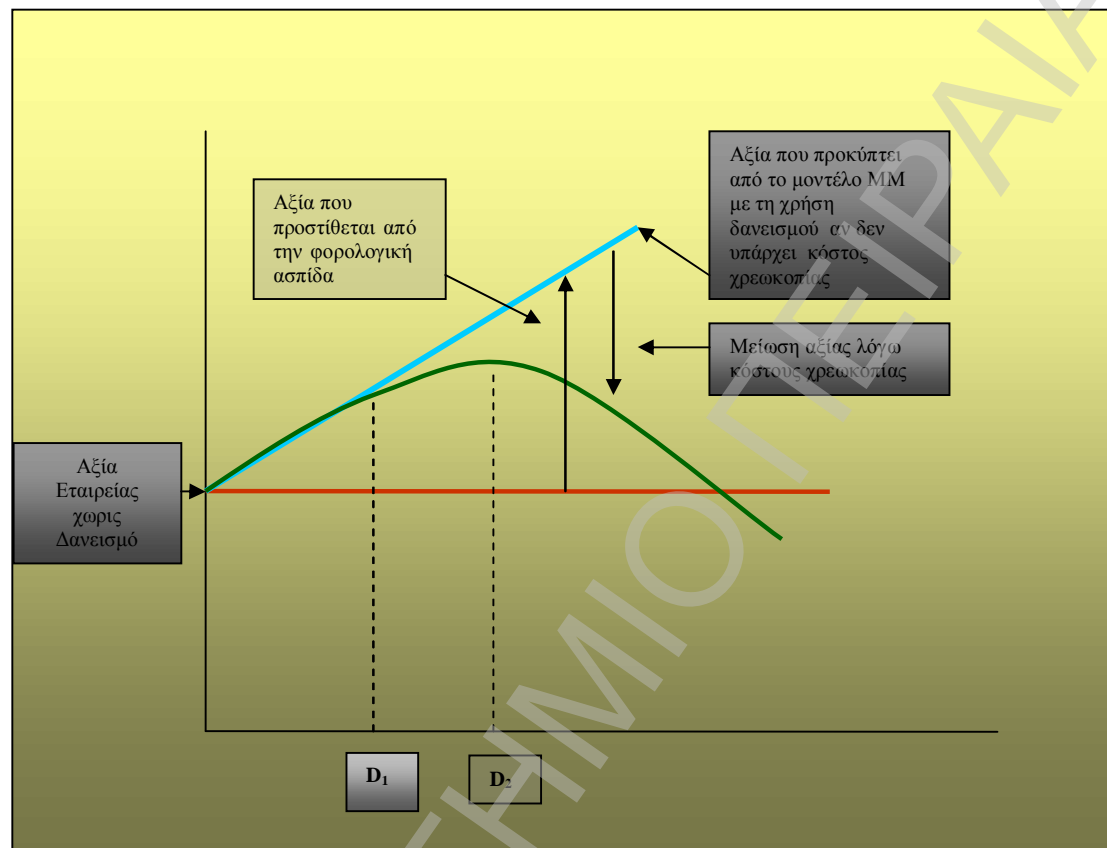 Αξία που
προστίθεται από
την φορολογική
ασπίδα
Αξία που προκύπτει
από το μοντέλο ΜΜ
με τη χρήση
δανεισμού αν δεν
υπάρχει κόστος
χρεωκοπίας
Μείωση αξίας λόγω
κόστους χρεωκοπίας
Αξία
Εταιρείας
χωρις
Δανεισμό
D₁
D₂